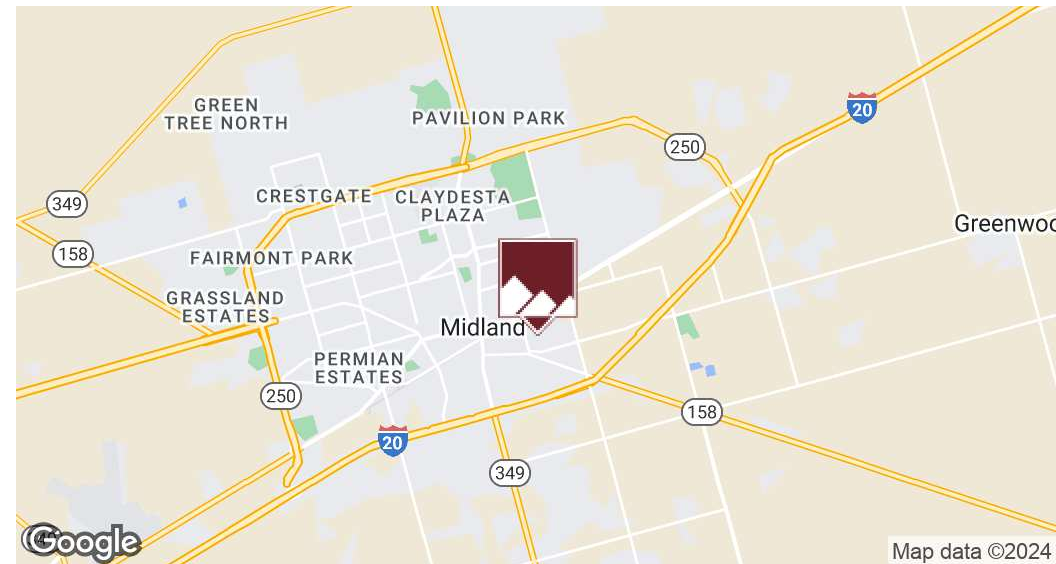 GREEN
TREE NORTH
PAVILION PARK
20
250
349
CRESTGATE
CLAYDESTA
PLAZA
Greenwoo
158
FAIRMONT PARK
GRASSLAND
ESTATES
Midland
PERMIAN
ESTATES
250
158
20
349
Google
Map data ©2024